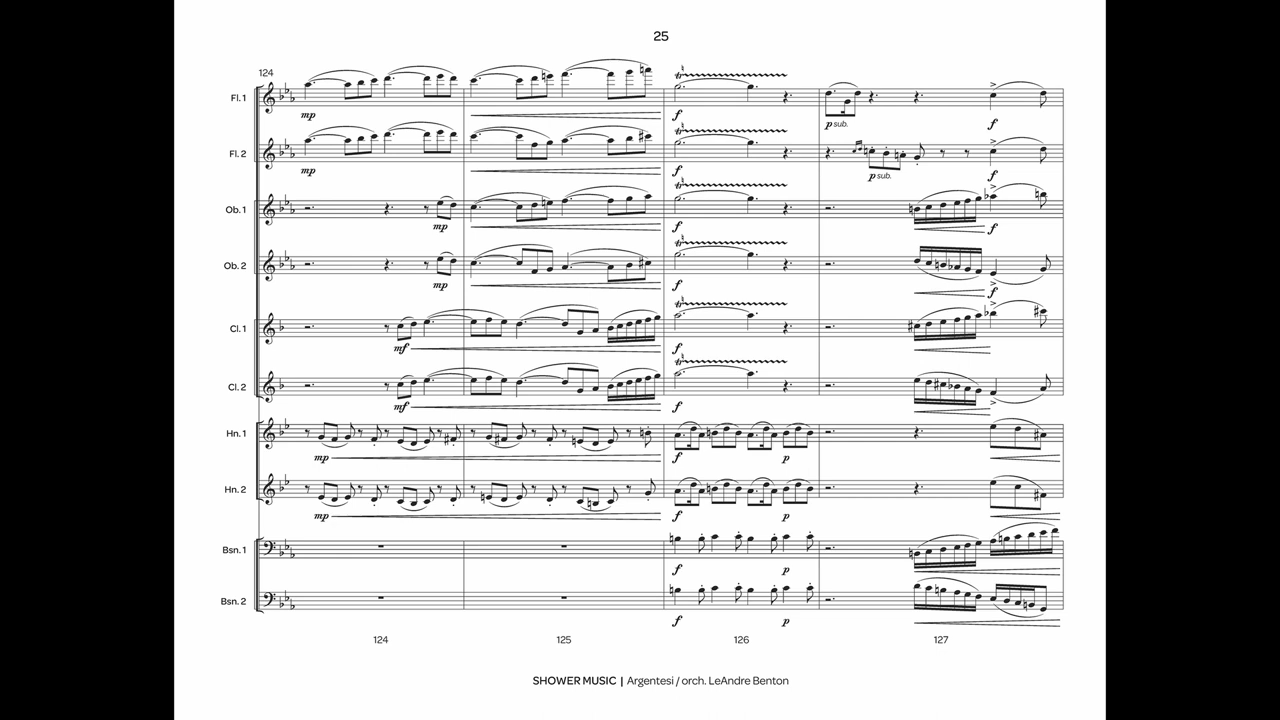 25
124
Fl. 1
mp
f
p sub.
f
Fl. 2
mp
f
p sub.
f
Ob. 1
mp
f
f
Ob. 2
mp
f
f
Cl. 1
mf
f
Cl. 2
mf
f
Hn. 1
mp
f
p
Hn. 2
mp
f
p
Bsn. 1
f
p
Bsn. 2
f
p
124 125 126 127
SHOWER MUSIC | Argentesi / orch. LeAndre Benton